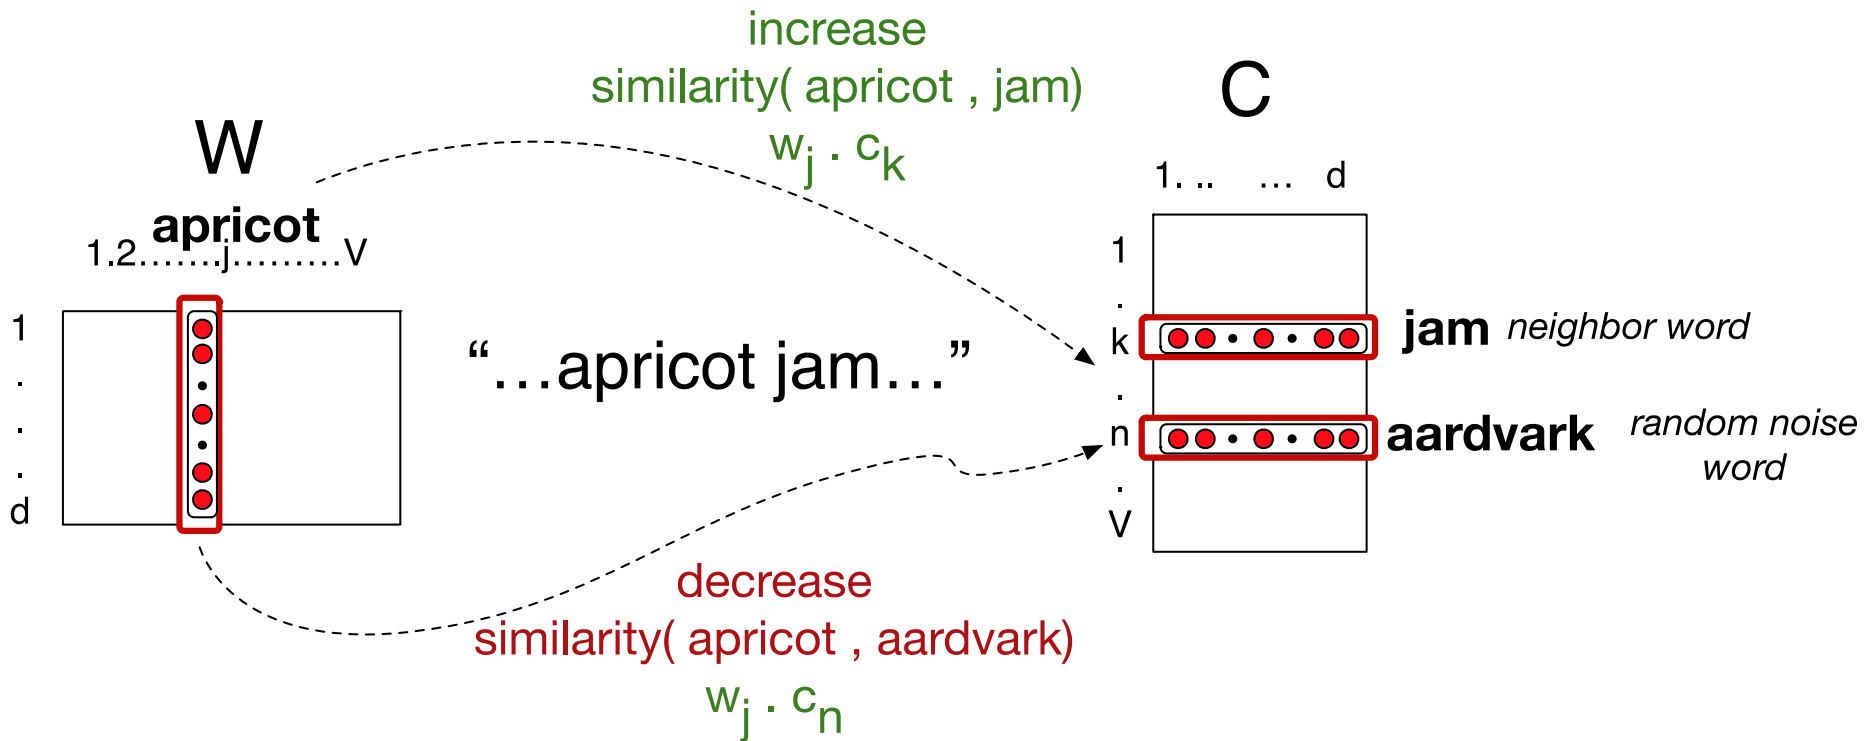 increase
similarity( apricot , jam)
wj . ck
W
apricot
1.2.......j.........V
1
.
.
.
d
“...apricot jam...”
C
1. .. ... d
1
.
k
.
n
.
V
jam neighbor word
aardvark random noise
word
decrease
similarity( apricot , aardvark)
wj . cn